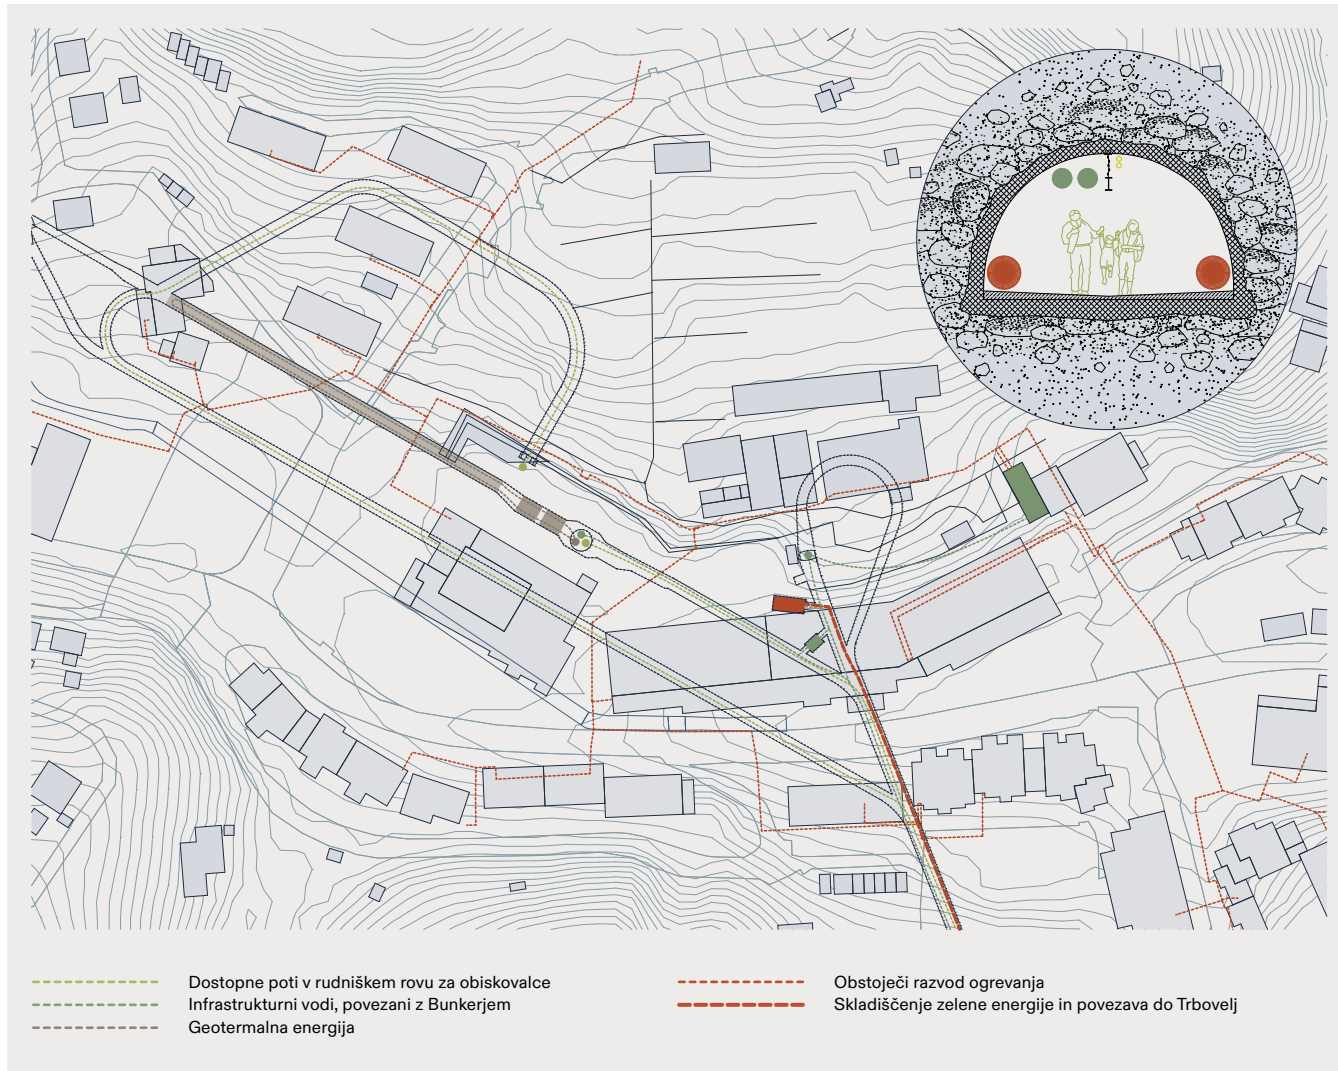 Dostopne poti v rudniškem rovu za obiskovalce
Infrastrukturni vodi, povezani z Bunkerjem
Geotermalna energija
Obstoječi razvod ogrevanja
Skladiščenje zelene energije in povezava do Trbovelj